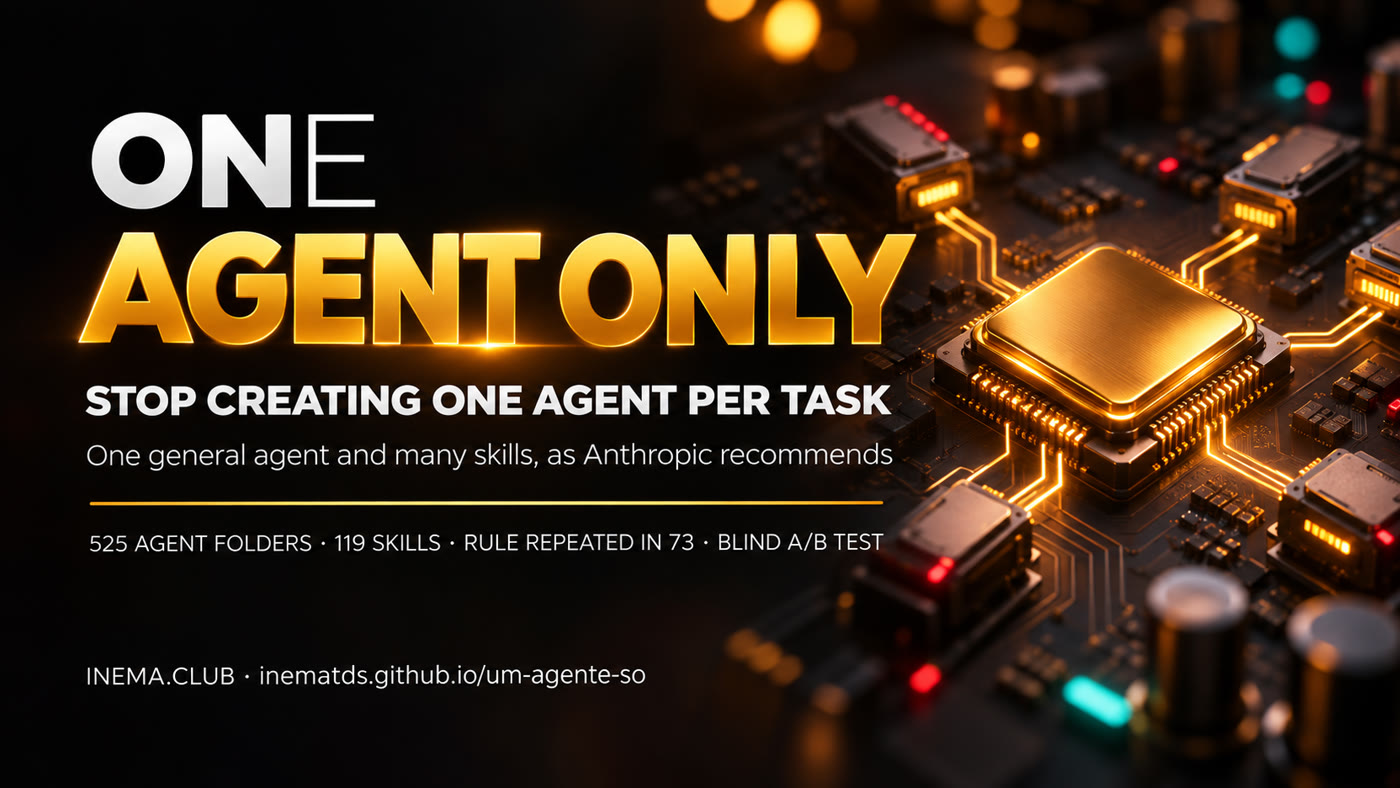 ONE
AGENT ONLY
STOP CREATING ONE AGENT PER TASK
One general agent and many skills, as Anthropic recommends
525 AGENT FOLDERS · 119 SKILLS · RULE REPEATED IN 73 · BLIND A/B TEST
INEMA.CLUB · inematds.github.io/um-agente-so